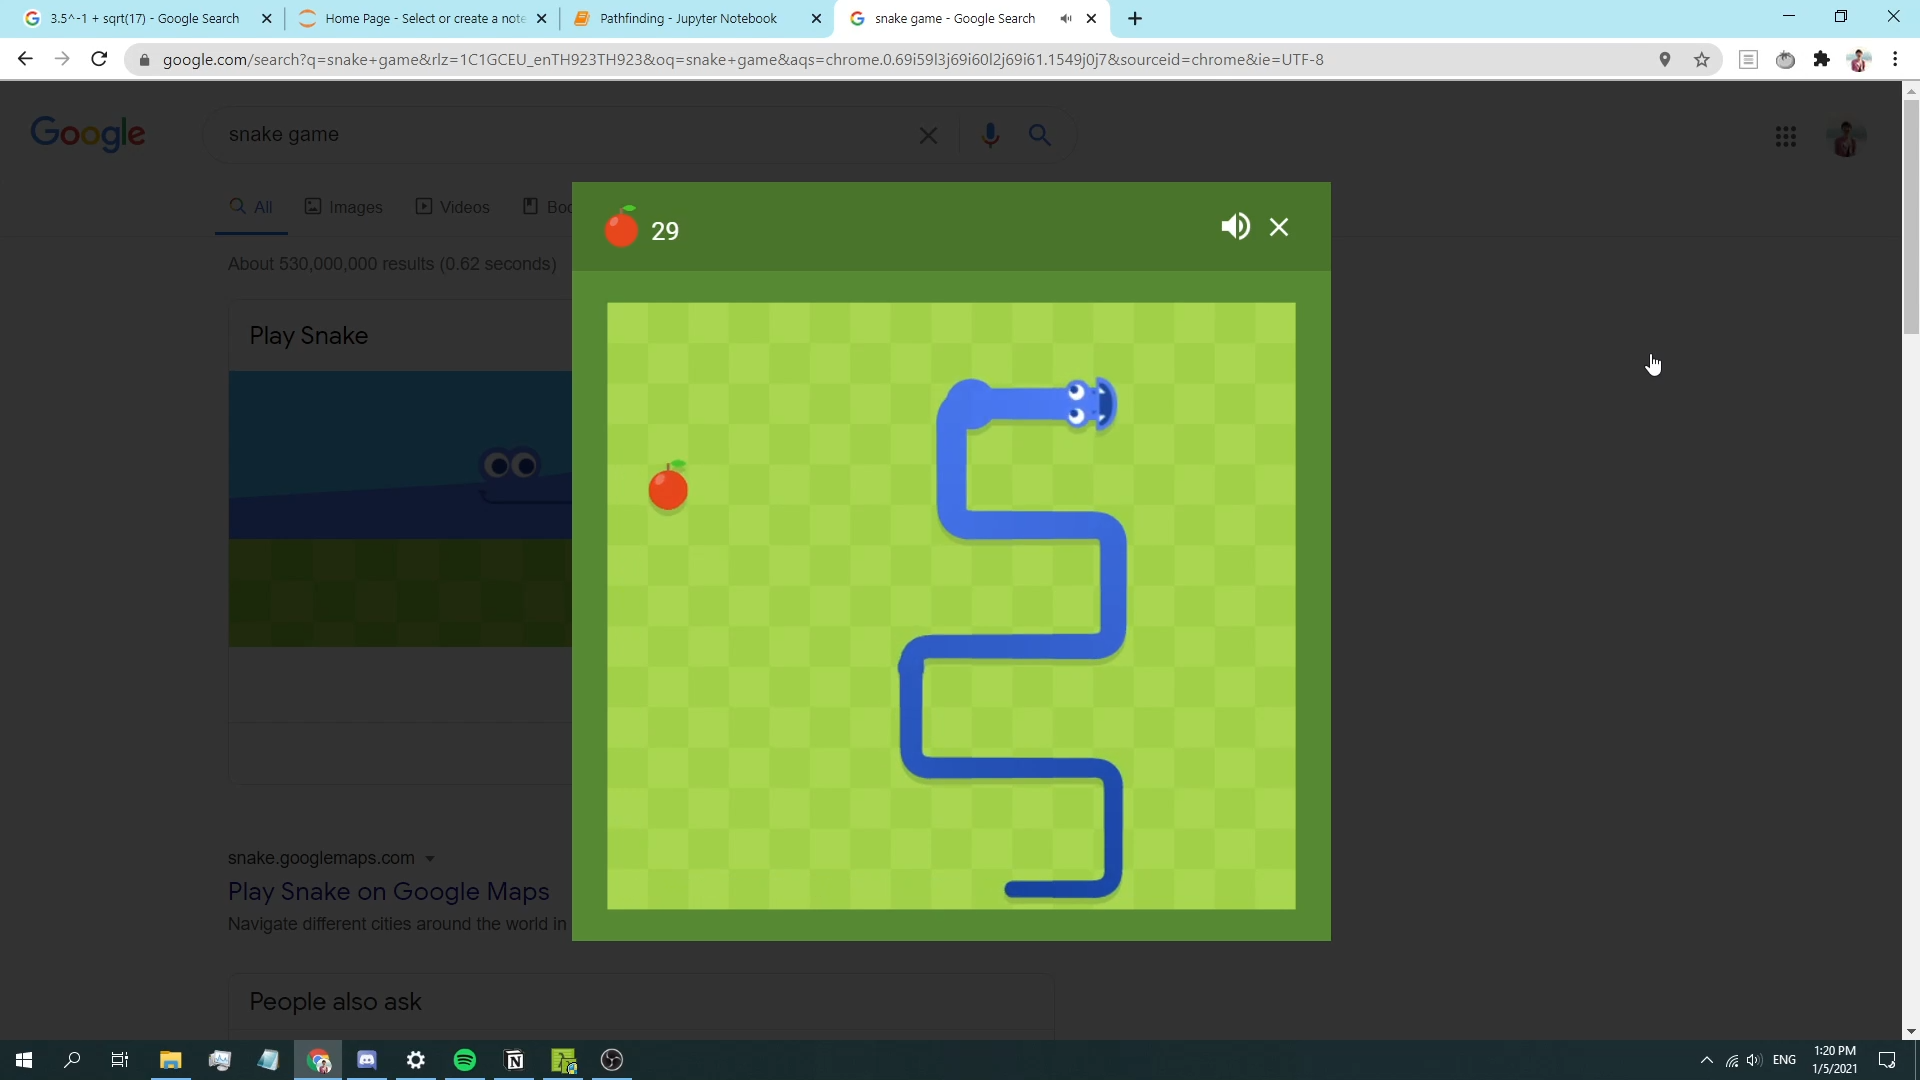 3.5^-1 + sqrt(17) - Google Search
Home Page - Select or create a note
Pathfinding - Jupyter Notebook
snake game - Google Search
google.com/search?q=snake+game&rlz=1C1GCEU_enTH923TH923&oq=snake+game&aqs=chrome.0.69i59l3j69i60l2j69i61.1549j0j7&sourceid=chrome&ie=UTF-8
Google
snake game
All
Images
Videos
Boo
29
About 530,000,000 results (0.62 seconds)
Play Snake
snake.googlemaps.com
Play Snake on Google Maps
Navigate different cities around the world in
People also ask
ENG
1:20 PM
1/5/2021